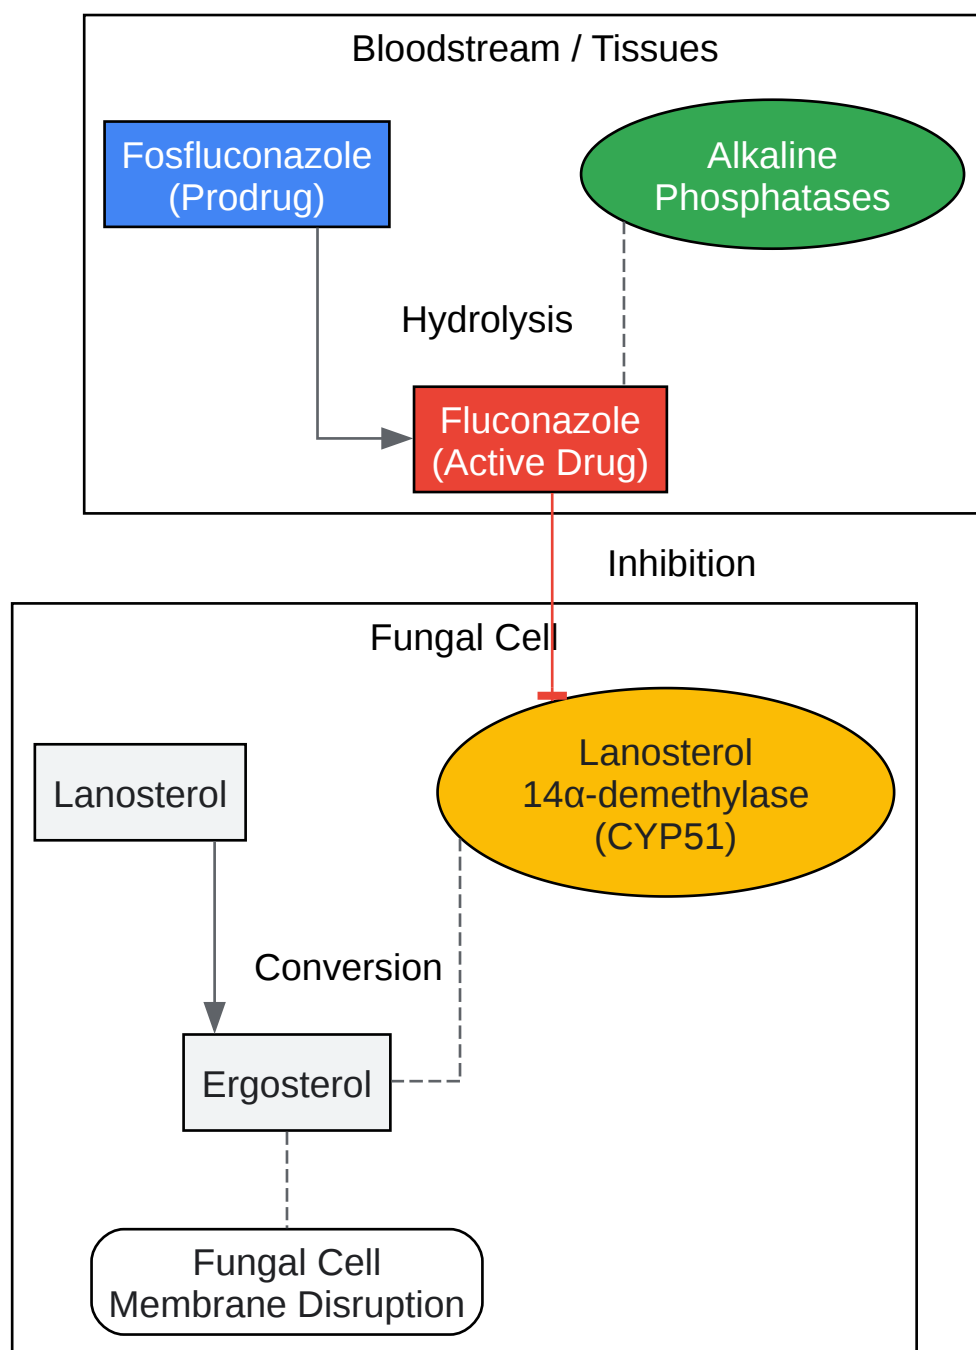 Bloodstream / Tissues
Fosfluconazole
(Prodrug)
Alkaline
Phosphatases
Hydrolysis
Fluconazole
(Active Drug)
Inhibition
Fungal Cell
Lanosterol
14α-demethylase
(CYP51)
Lanosterol
Conversion
Ergosterol
Fungal Cell
Membrane Disruption